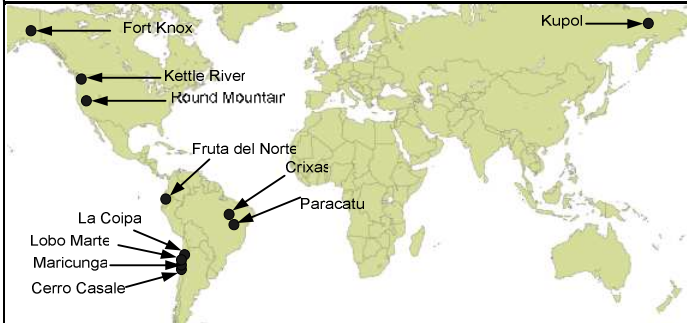 Fort Knox
Kupol
Kettle River
Round Mountain
Fruta del Norte
Crixas
Paracatu
La Coipa
Lobo Marte
Maricunga
Cerro Casale